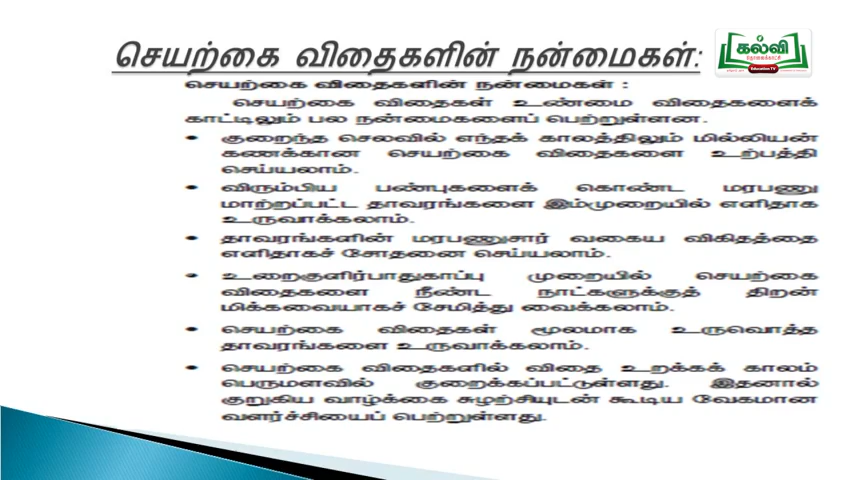 செயற்கை விதைகளின் நன்மைகள்:
கல்வி
தொலைக்காட்சி
Education TV
செயற்கை விதைகளின் நன்மைகள் :
செயற்கை விதைகள் உண்மை விதைகளைக்
காட்டிலும் பல நன்மைகளைப் பெற்றுள்ளன.
• குறைந்த செலவில் எந்தக் காலத்திலும் மில்லியன்
கணக்கான செயற்கை விதைகளை உற்பத்தி
செய்யலாம்.
• விரும்பிய பண்புகளைக் கொண்ட மரபணு
மாற்றப்பட்ட தாவரங்களை இம்முறையில் எளிதாக
உருவாக்கலாம்.
• தாவரங்களின் மரபணுசார் வகைய விகிதத்தை
எளிதாகச் சோதனை செய்யலாம்.
• உறைகுளிர்பாதுகாப்பு முறையில் செயற்கை
விதைகளை நீண்ட நாட்களுக்குத் திறன்
மிக்கவையாகச் சேமித்து வைக்கலாம்.
• செயற்கை விதைகள் மூலமாக உருவொத்த
தாவரங்களை உருவாக்கலாம்.
• செயற்கை விதைகளில் விதை உறக்கக் காலம்
பெருமளவில் குறைக்கப்பட்டுள்ளது. இதனால்
குறுகிய வாழ்க்கை சுழற்சியுடன் கூடிய வேகமான
வளர்ச்சியைப் பெற்றுள்ளது.